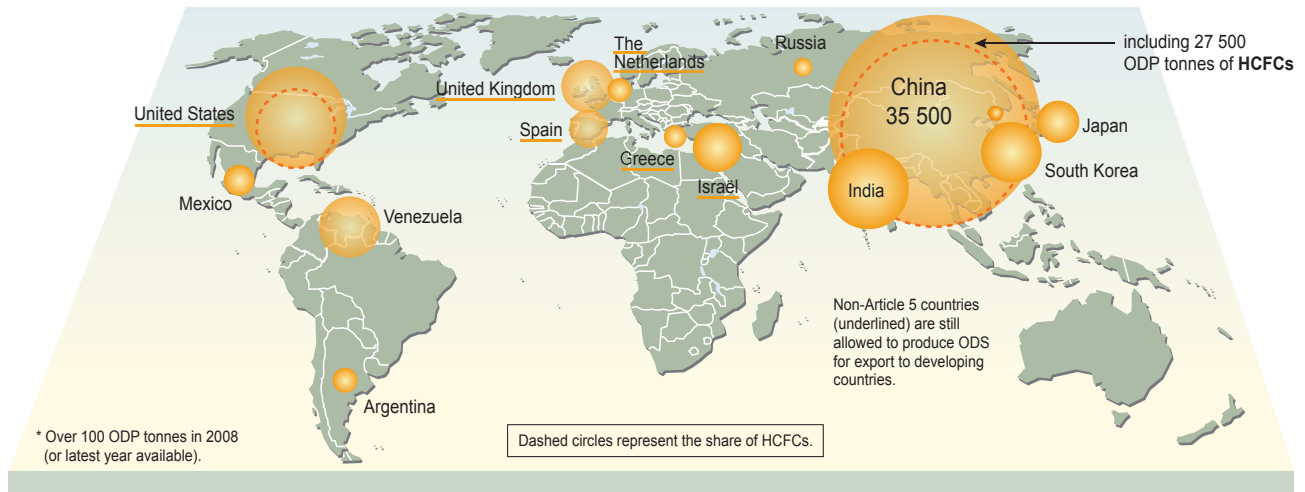 The
Netherlands
Russia
including 27 500
ODP tonnes of HCFCs
United Kingdom
China
35 500
United States
Spain
Japan
Greece
South Korea
Israël
India
Mexico
Venezuela
Non-Article 5 countries
(underlined) are still
allowed to produce ODS
for export to developing
countries.
Argentina
* Over 100 ODP tonnes in 2008
(or latest year available).
Dashed circles represent the share of HCFCs.